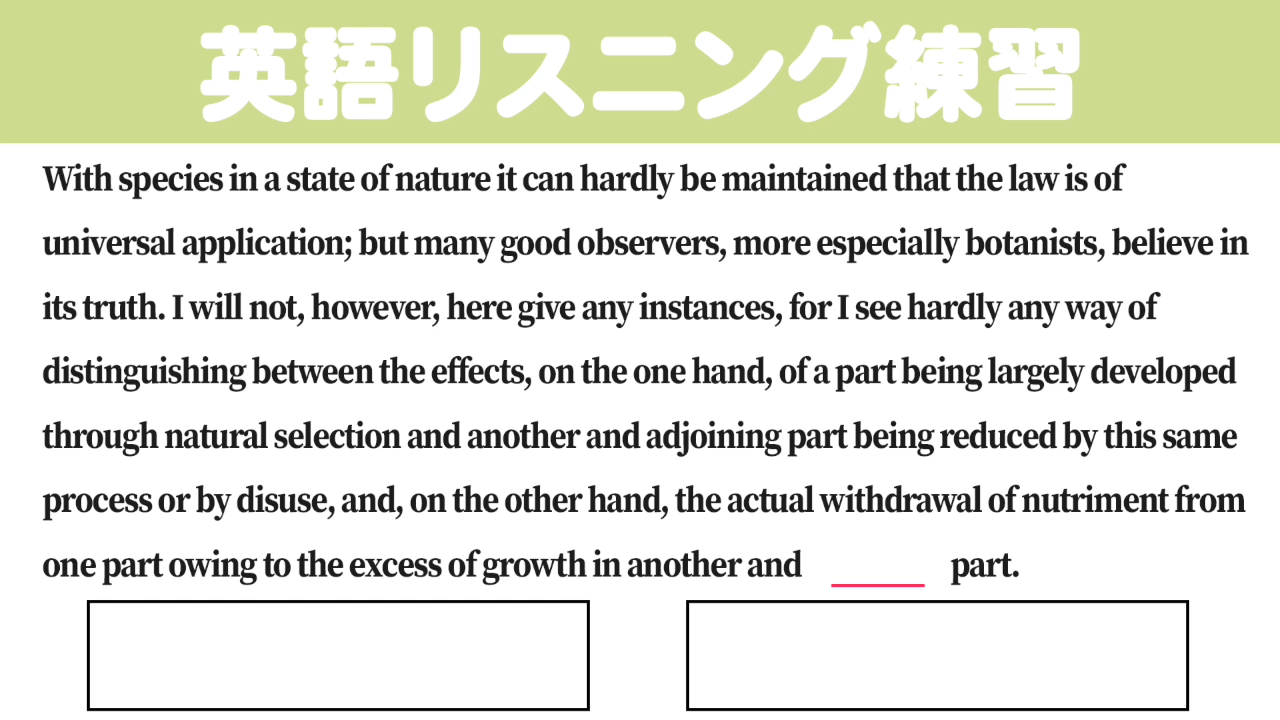 英語リスニング練習
With species in a state of nature it can hardly be maintained that the law is of
universal application; but many good observers, more especially botanists, believe in
its truth. I will not, however, here give any instances, for I see hardly any way of
distinguishing between the effects, on the one hand, of a part being largely developed
through natural selection and another and adjoining part being reduced by this same
process or by disuse, and, on the other hand, the actual withdrawal of nutriment from
one part owing to the excess of growth in another and ______ part.